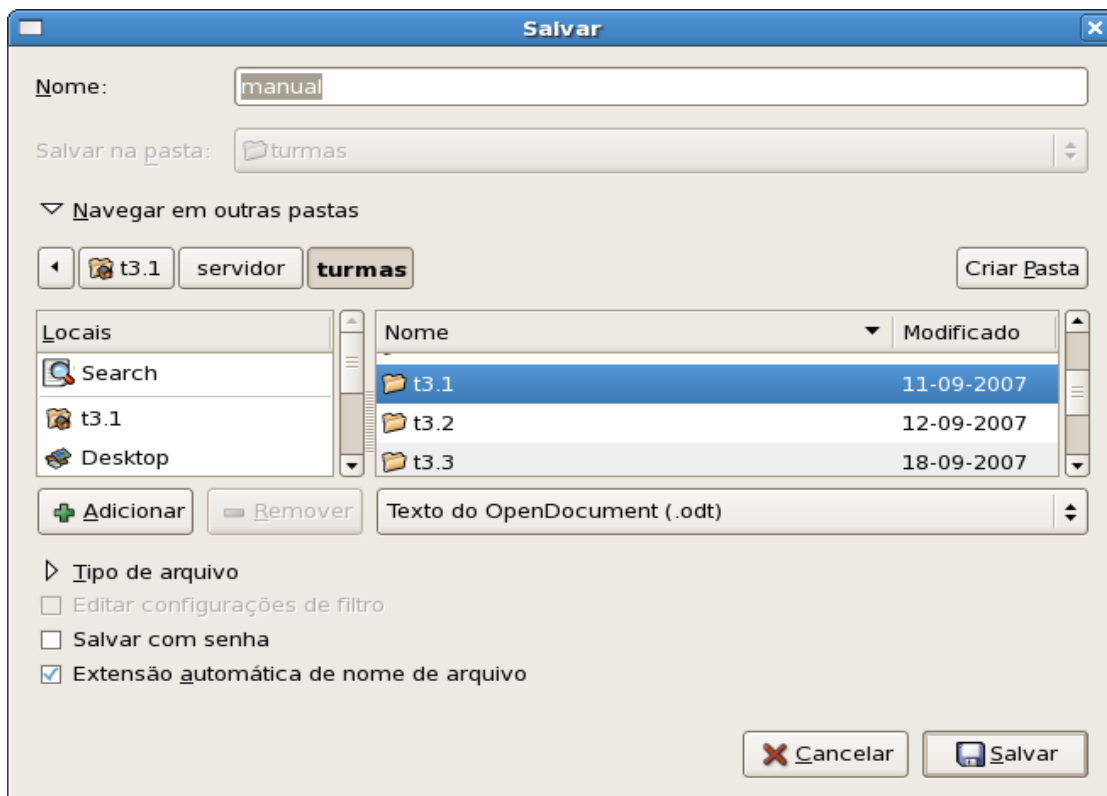 Salvar
Nome: manual
Salvar na pasta: turmas
Navegar em outras pastas
t3.1 servidor turmas Criar Pasta
Locais
Search
t3.1
Desktop
Nome Modificado
t3.1 11-09-2007
t3.2 12-09-2007
t3.3 18-09-2007
Adicionar Remover Texto do OpenDocument (.odt)
Tipo de arquivo
Editar configurações de filtro
Salvar com senha
Extensão automática de nome de arquivo
Cancelar Salvar